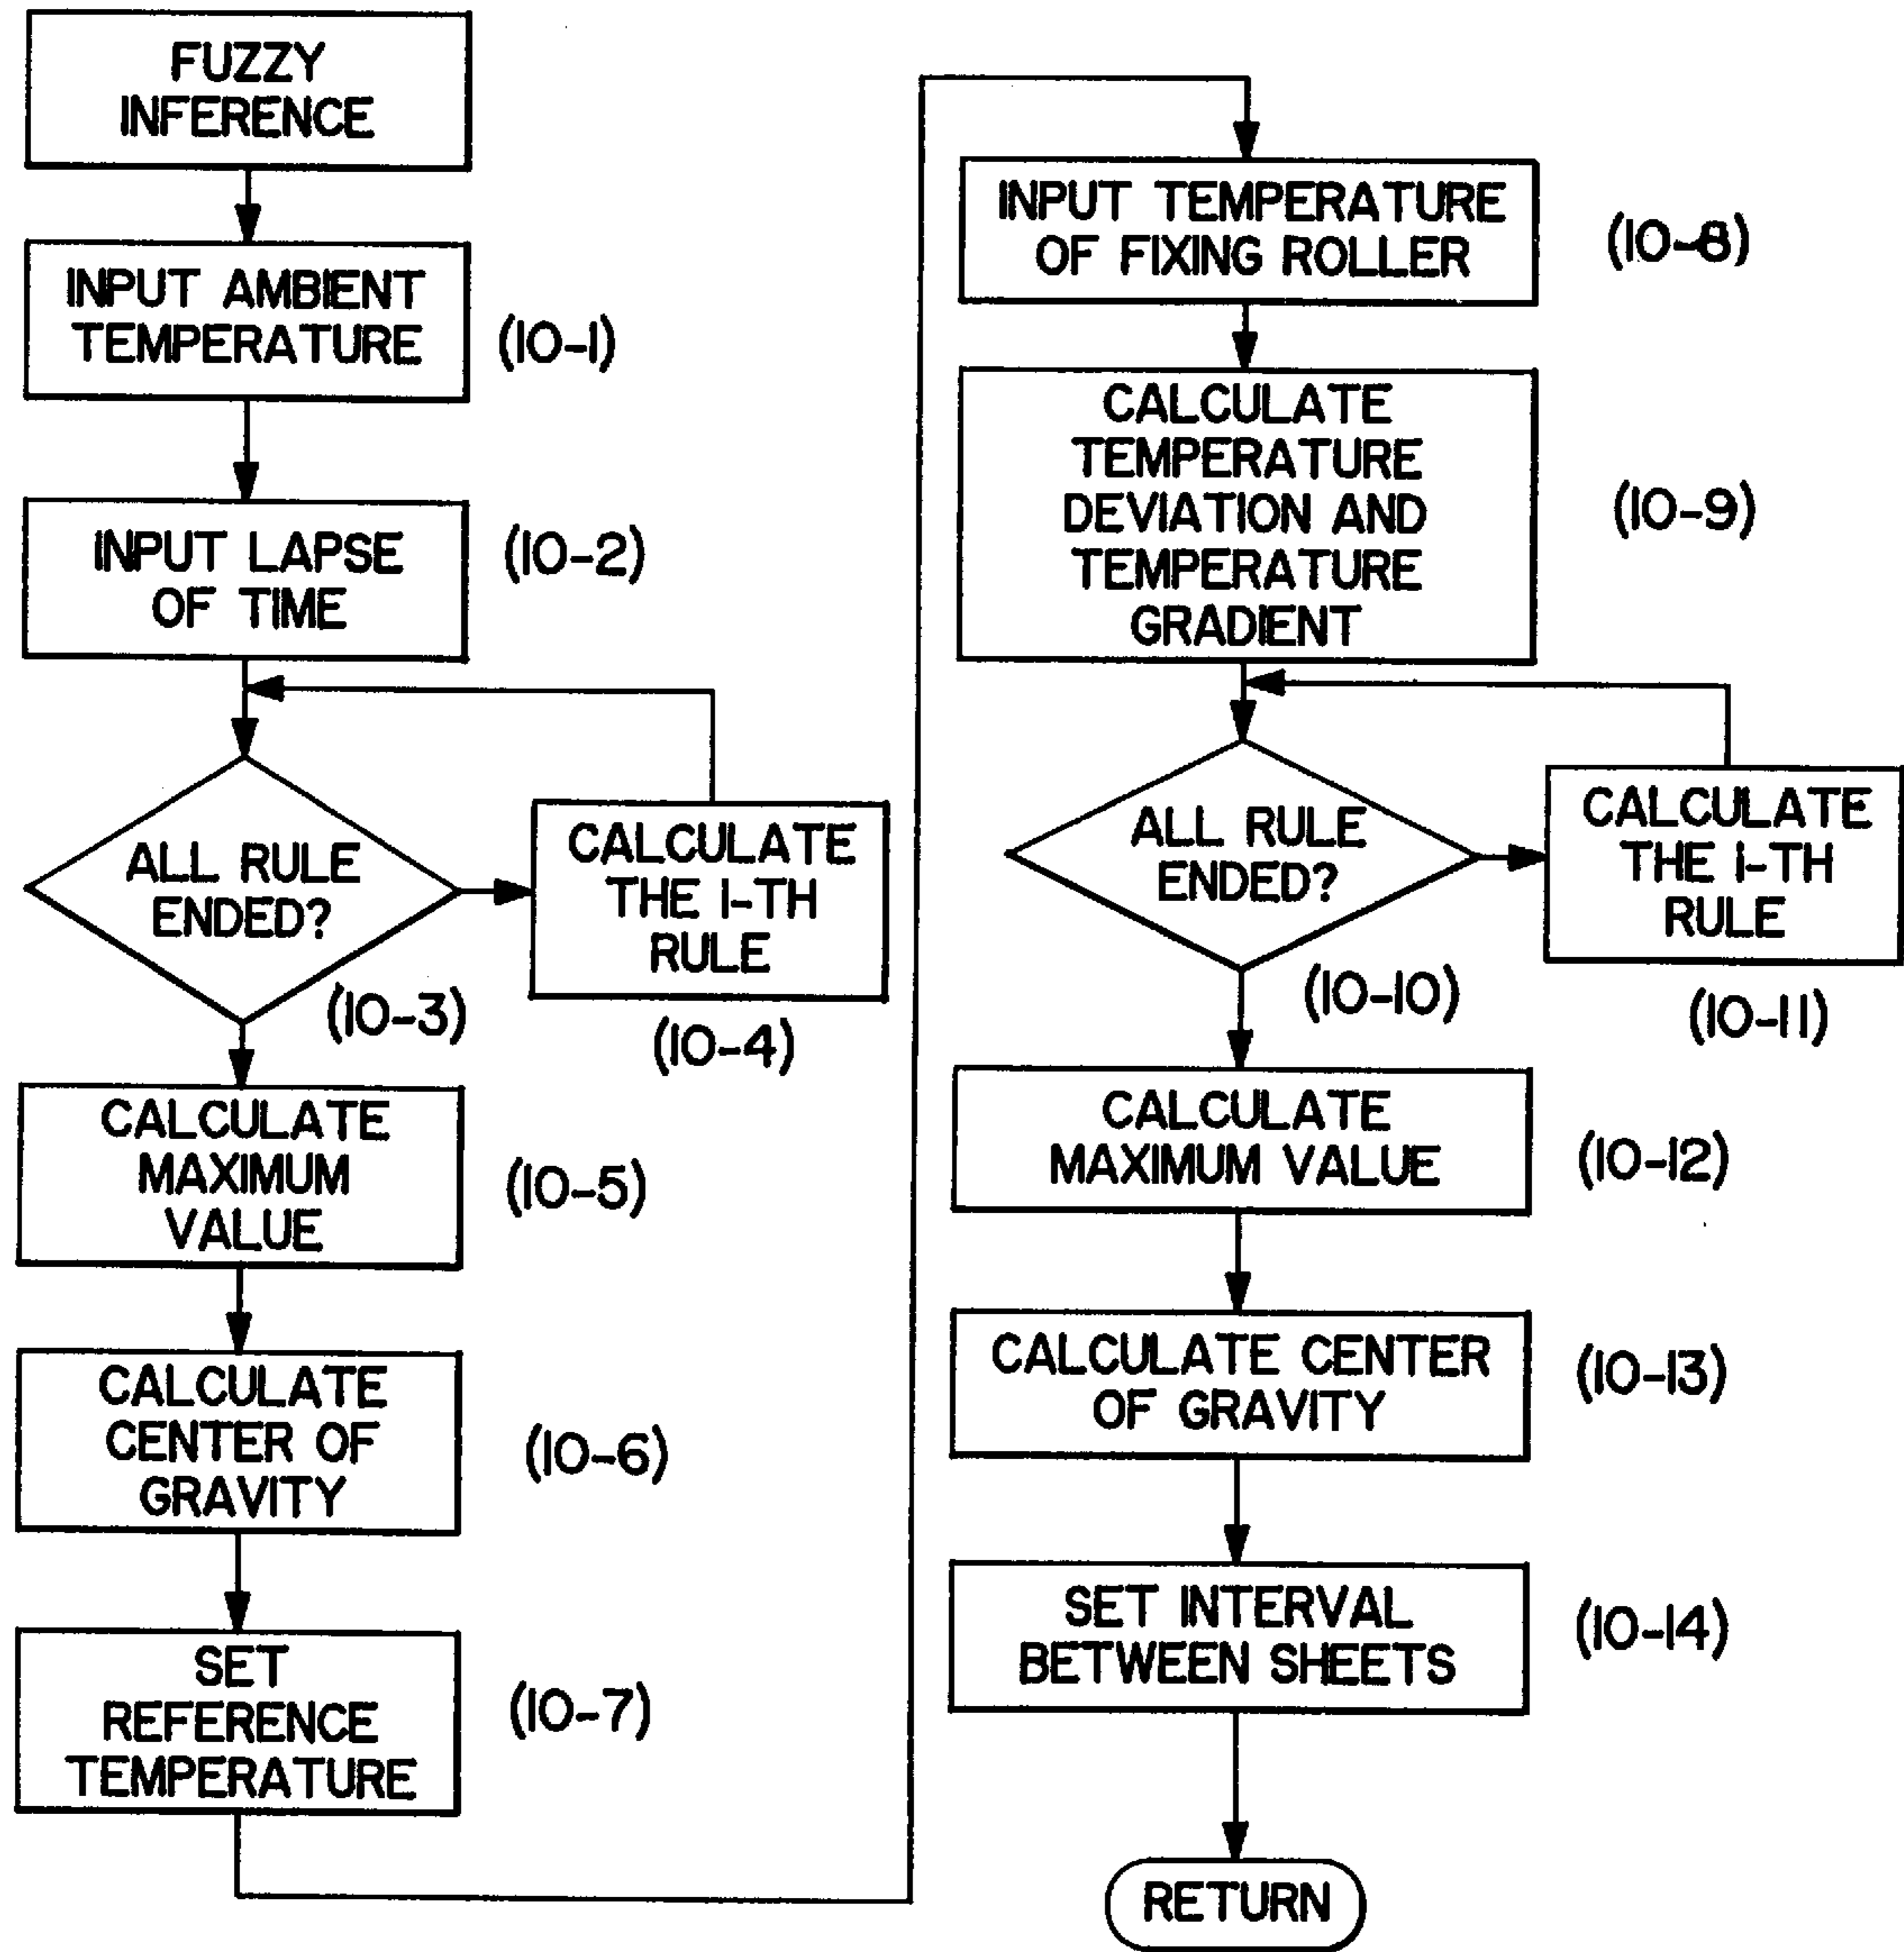 FUZZY
INFERENCE
INPUT AMBIENT
TEMPERATURE
(10-1)
INPUT LAPSE
OF TIME
(10-2)
ALL RULE
ENDED?
(10-3)
CALCULATE
THE I-TH
RULE
(10-4)
CALCULATE
MAXIMUM
VALUE
(10-5)
CALCULATE
CENTER OF
GRAVITY
(10-6)
SET
REFERENCE
TEMPERATURE
(10-7)
INPUT TEMPERATURE
OF FIXING ROLLER
(10-8)
CALCULATE
TEMPERATURE
DEVIATION AND
TEMPERATURE
GRADIENT
(10-9)
ALL RULE
ENDED?
(10-10)
CALCULATE
THE I-TH
RULE
(10-11)
CALCULATE
MAXIMUM VALUE
(10-12)
CALCULATE CENTER
OF GRAVITY
(10-13)
SET INTERVAL
BETWEEN SHEETS
(10-14)
RETURN